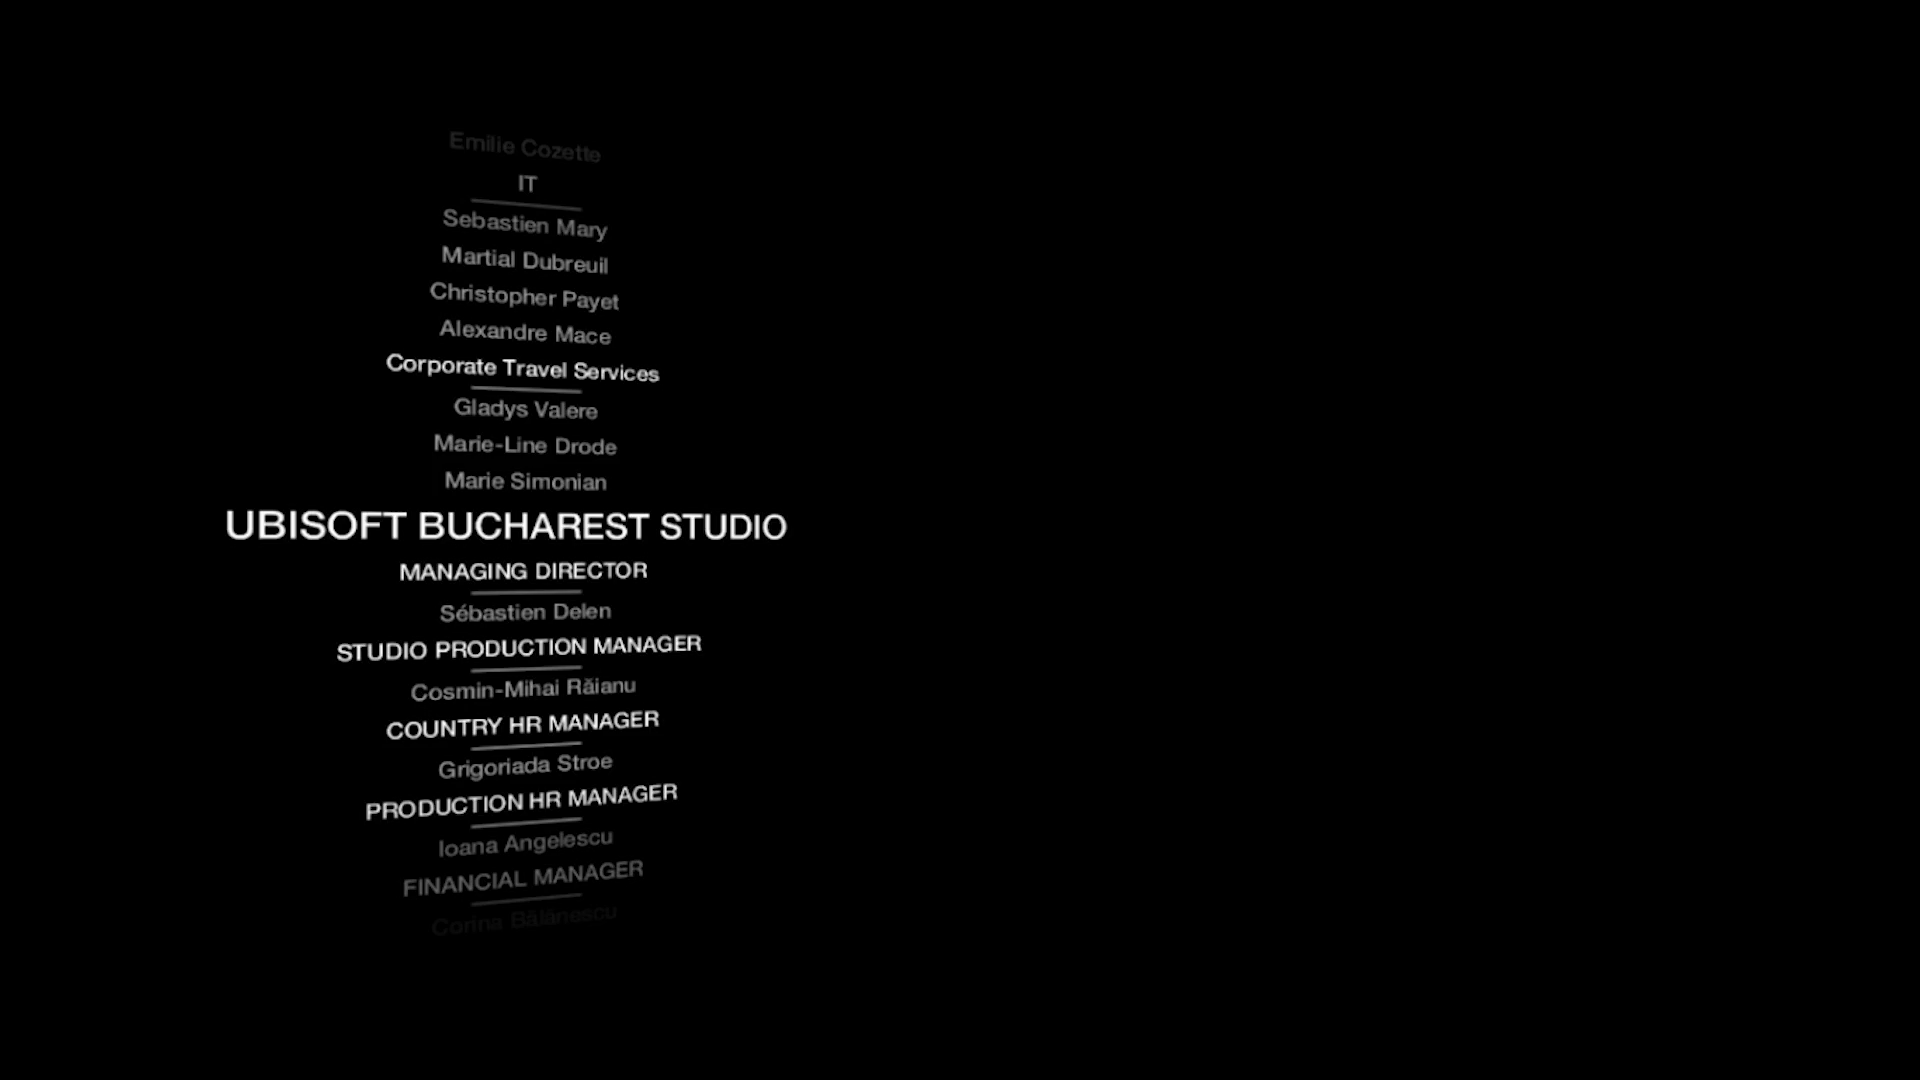 Emilie Cozette
IT
Sebastien Mary
Martial Dubreuil
Christopher Payet
Alexandre Mace
Corporate Travel Services
Gladys Valere
Marie-Line Drode
Marie Simonian
UBISOFT BUCHAREST STUDIO
MANAGING DIRECTOR
Sébastien Delen
STUDIO PRODUCTION MANAGER
Cosmin-Mihai Răianu
COUNTRY HR MANAGER
Grigoriada Stroe
PRODUCTION HR MANAGER
Ioana Angelescu
FINANCIAL MANAGER
Corina Bălănescu